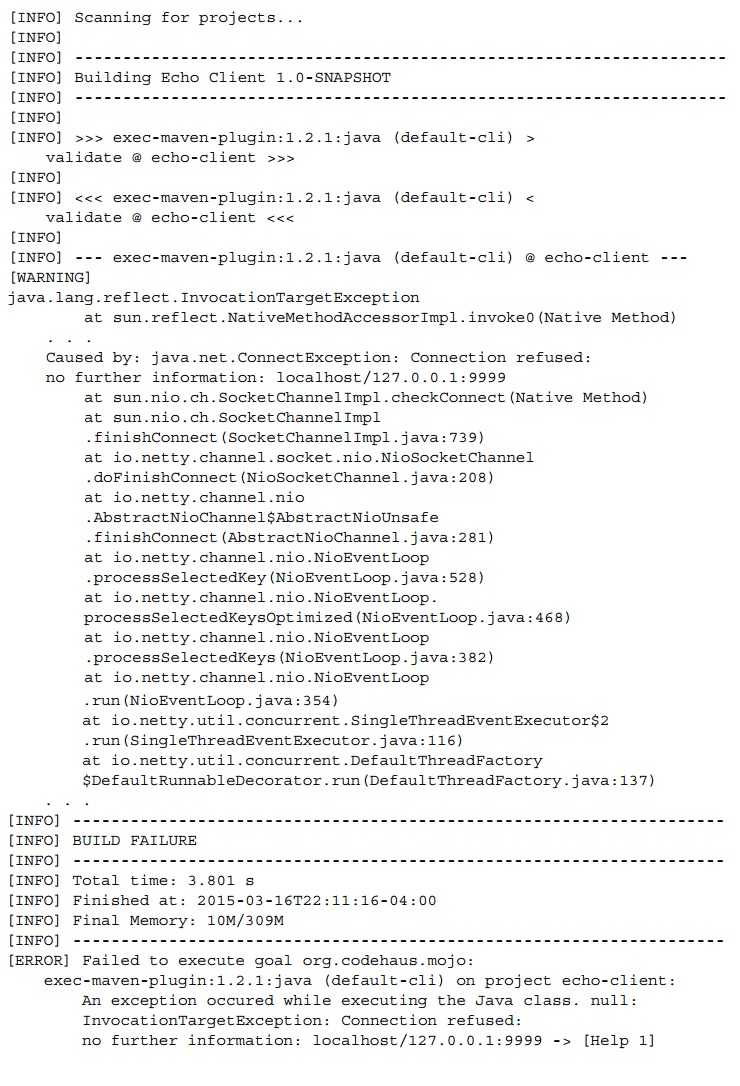 [INFO] Scanning for projects...
[INFO]
[INFO] --------------------------------------------------------------------
[INFO] Building Echo Client 1.0-SNAPSHOT
[INFO] --------------------------------------------------------------------
[INFO]
[INFO] >>> exec-maven-plugin:1.2.1:java (default-cli) >
    validate @ echo-client >>>
[INFO]
[INFO] <<< exec-maven-plugin:1.2.1:java (default-cli) <
    validate @ echo-client <<<
[INFO]
[INFO] --- exec-maven-plugin:1.2.1:java (default-cli) @ echo-client ---
[WARNING]
java.lang.reflect.InvocationTargetException
        at sun.reflect.NativeMethodAccessorImpl.invoke0(Native Method)
    . . .
    Caused by: java.net.ConnectException: Connection refused:
    no further information: localhost/127.0.0.1:9999
        at sun.nio.ch.SocketChannelImpl.checkConnect(Native Method)
        at sun.nio.ch.SocketChannelImpl
        .finishConnect(SocketChannelImpl.java:739)
        at io.netty.channel.socket.nio.NioSocketChannel
        .doFinishConnect(NioSocketChannel.java:208)
        at io.netty.channel.nio
        .AbstractNioChannel$AbstractNioUnsafe
        .finishConnect(AbstractNioChannel.java:281)
        at io.netty.channel.nio.NioEventLoop
        .processSelectedKey(NioEventLoop.java:528)
        at io.netty.channel.nio.NioEventLoop.
        processSelectedKeysOptimized(NioEventLoop.java:468)
        at io.netty.channel.nio.NioEventLoop
        .processSelectedKeys(NioEventLoop.java:382)
        at io.netty.channel.nio.NioEventLoop
        .run(NioEventLoop.java:354)
        at io.netty.util.concurrent.SingleThreadEventExecutor$2
        .run(SingleThreadEventExecutor.java:116)
        at io.netty.util.concurrent.DefaultThreadFactory
        $DefaultRunnableDecorator.run(DefaultThreadFactory.java:137)
    . . .
[INFO] --------------------------------------------------------------------
[INFO] BUILD FAILURE
[INFO] --------------------------------------------------------------------
[INFO] Total time: 3.801 s
[INFO] Finished at: 2015-03-16T22:11:16-04:00
[INFO] Final Memory: 10M/309M
[INFO] --------------------------------------------------------------------
[ERROR] Failed to execute goal org.codehaus.mojo:
    exec-maven-plugin:1.2.1:java (default-cli) on project echo-client:
        An exception occured while executing the Java class. null:
        InvocationTargetException: Connection refused:
        no further information: localhost/127.0.0.1:9999 -> [Help 1]